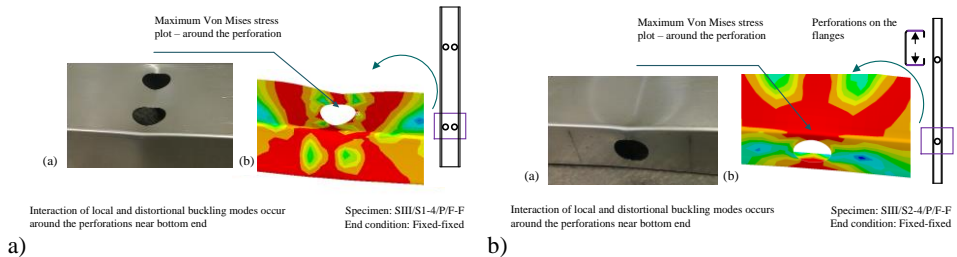 Maximum Von Mises stress
plot – around the perforation
(a)
(b)
Interaction of local and distortional buckling modes occur
around the perforations near bottom end
Specimen: SIII/S1-4/P/F-F
End condition: Fixed-fixed
a)
Maximum Von Mises stress
plot – around the perforation
Perforations on the
flanges
(a)
(b)
Interaction of local and distortional buckling modes occurs
around the perforations near bottom end
Specimen: SIII/S2-4/P/F-F
End condition: Fixed-fixed
b)